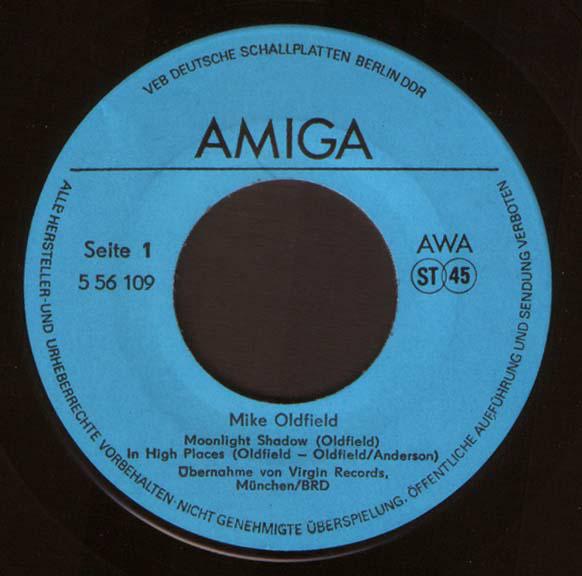 VEB DEUTSCHE SCHALLPLATTEN BERLIN DDR
AMIGA
Seite 1
5 56 109
AWA
ST 45
Mike Oldfield
Moonlight Shadow (Oldfield)
In High Places (Oldfield – Oldfield/Anderson)
Übernahme von Virgin Records,
München/BRD
ALLE HERSTELLER-UND URHEBERRECHTE VORBEHALTEN·NICHT GENEHMIGTE ÜBERSPIELUNG, ÖFFENTLICHE AUFFÜHRUNG UND SENDUNG VERBOTEN